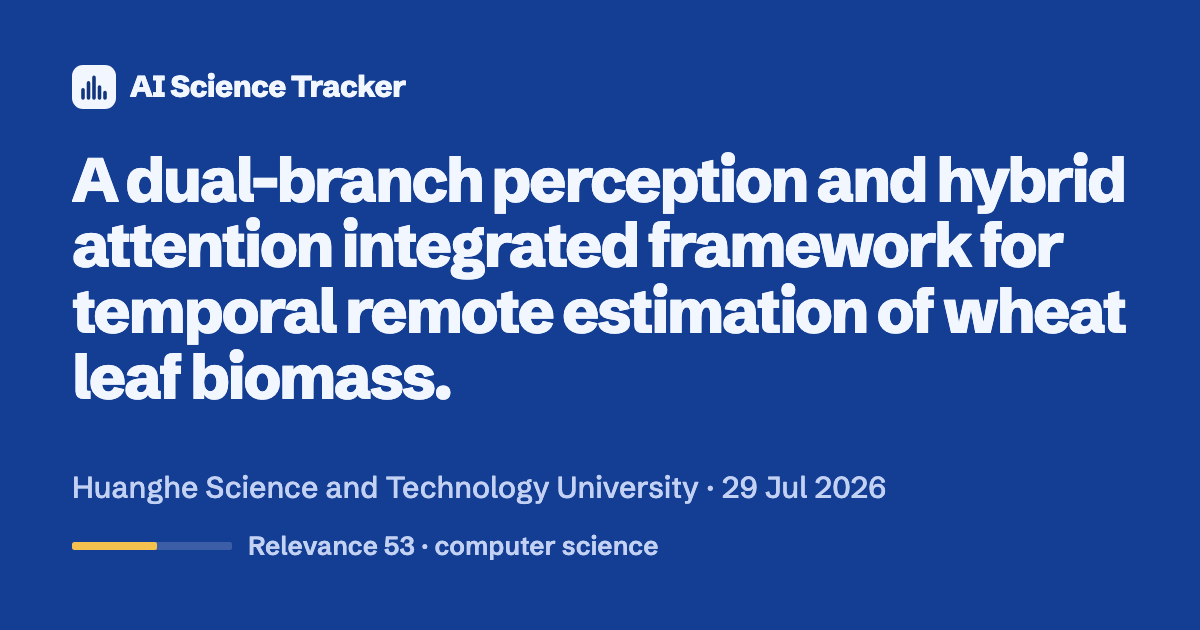 AI Science Tracker
A dual-branch perception and hybrid
attention integrated framework for
temporal remote estimation of wheat
leaf biomass.
Huanghe Science and Technology University · 29 Jul 2026
Relevance 53 · computer science